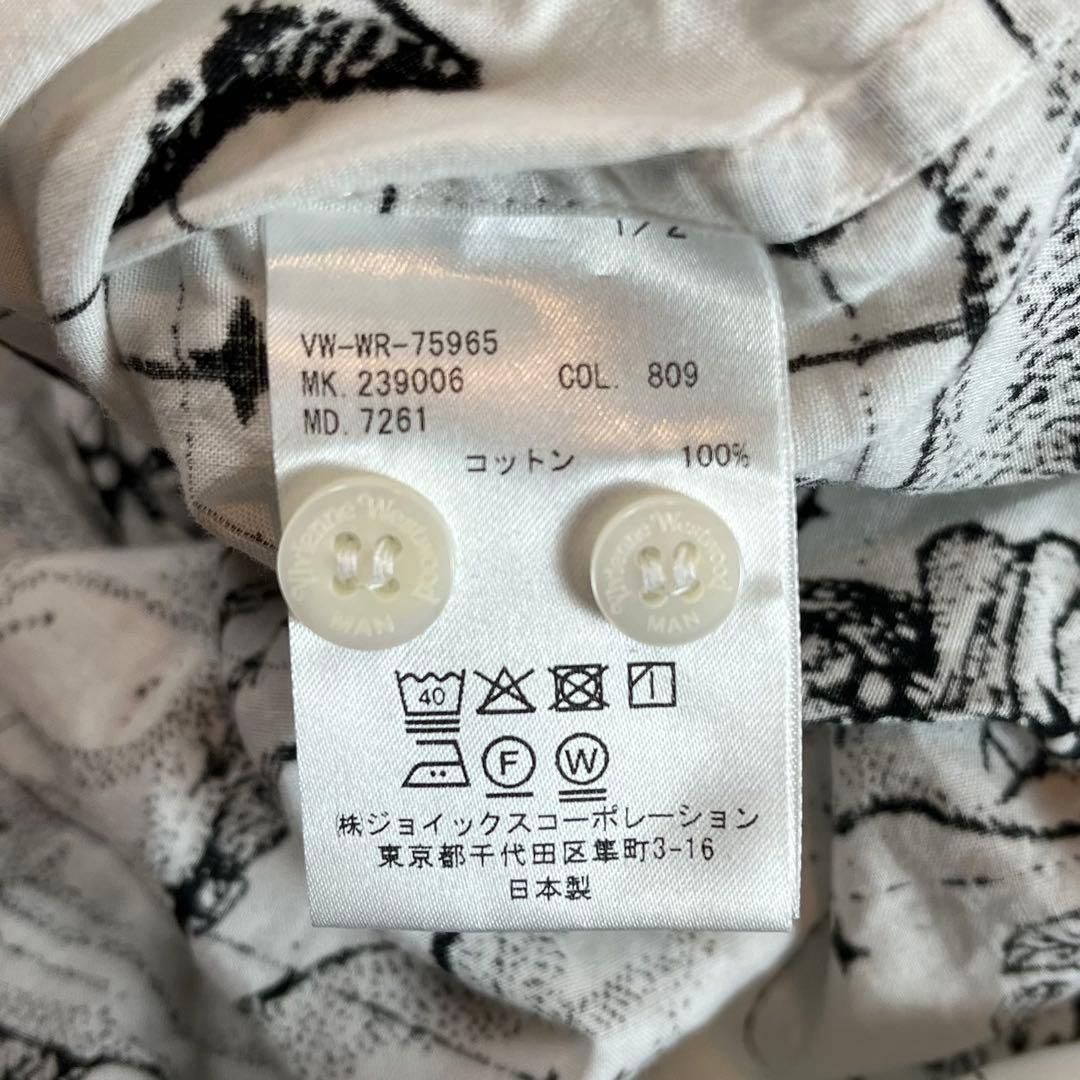 1/2
VW-WR-75965
MK. 239006 COL. 809
MD. 7261
コットン 100%
Vivienne Westwood
MAN
Vivienne Westwood
MAN
40
F W
株ジョイックスコーポレーション
東京都千代田区隼町3-16
日本製